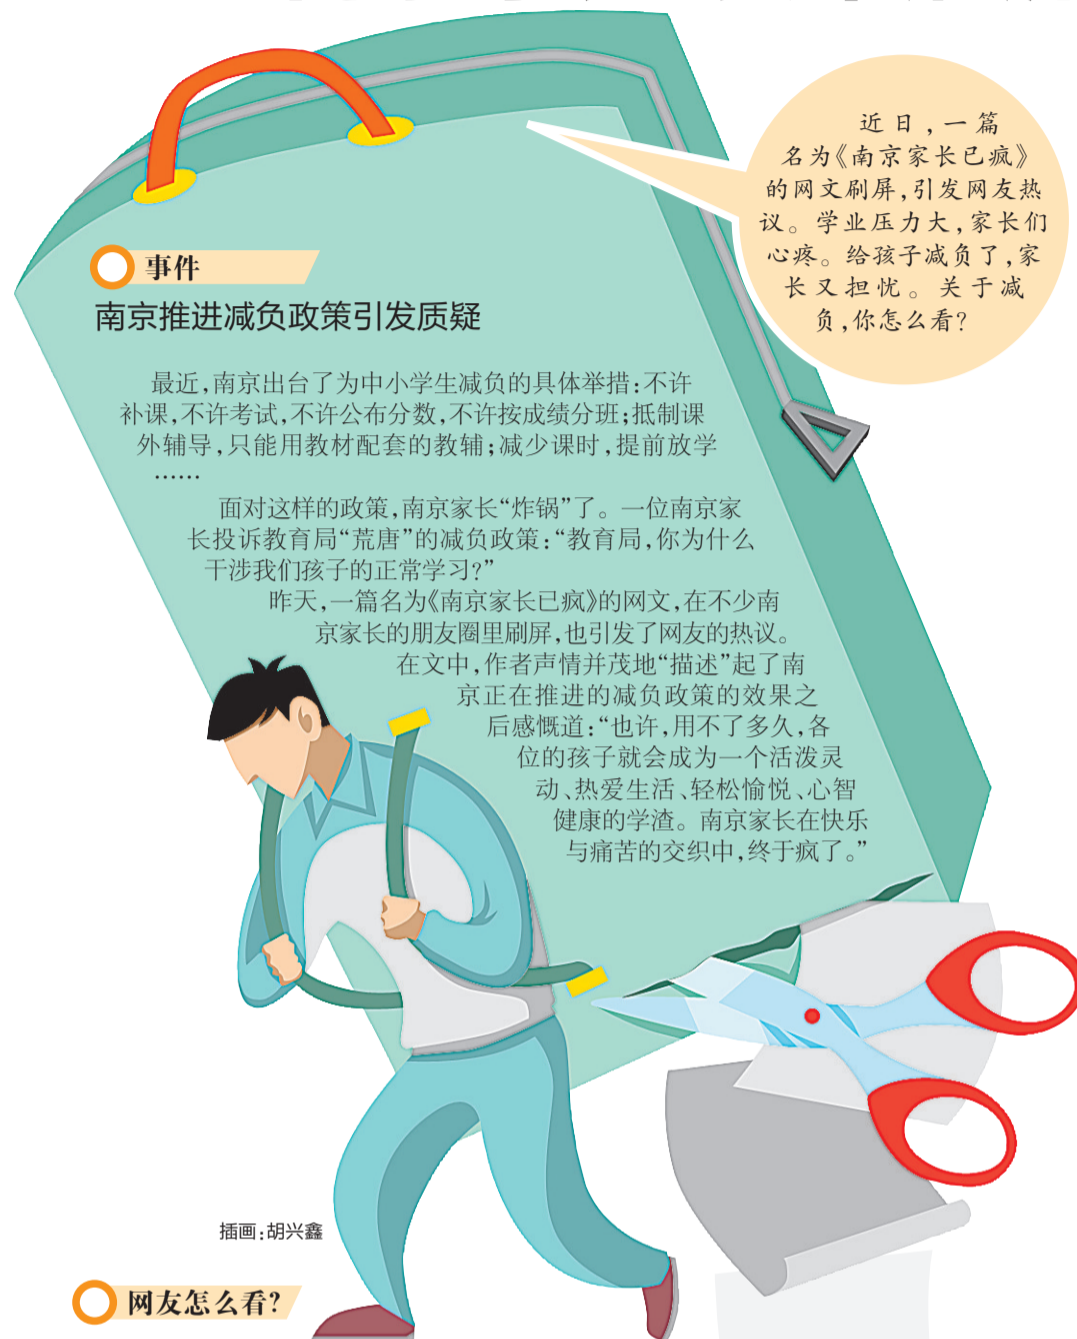 近日，一篇
名为《南京家长已疯》
的网文刷屏，引发网友热
议。学业压力大，家长们
心疼。给孩子减负了，家
长又担忧。关于减
负，你怎么看？
事件
南京推进减负政策引发质疑
最近，南京出台了为中小学生减负的具体举措：不许
补课，不许考试，不许公布分数，不许按成绩分班；抵制课
外辅导，只能用教材配套的教辅；减少课时，提前放学
……
面对这样的政策，南京家长“炸锅”了。一位南京家
长投诉教育局“荒唐”的减负政策：“教育局，你为什么
干涉我们孩子的正常学习？”
昨天，一篇名为《南京家长已疯》的网文，在不少南
京家长的朋友圈里刷屏，也引发了网友的热议。
在文中，作者声情并茂地“描述”起了南
京正在推进的减负政策的效果之
后感慨道：“也许，用不了多久，各
位的孩子就会成为一个活泼灵
动、热爱生活、轻松愉悦、心智
健康的学渣。南京家长在快乐
与痛苦的交织中，终于疯了。”
插画：胡兴鑫
网友怎么看？